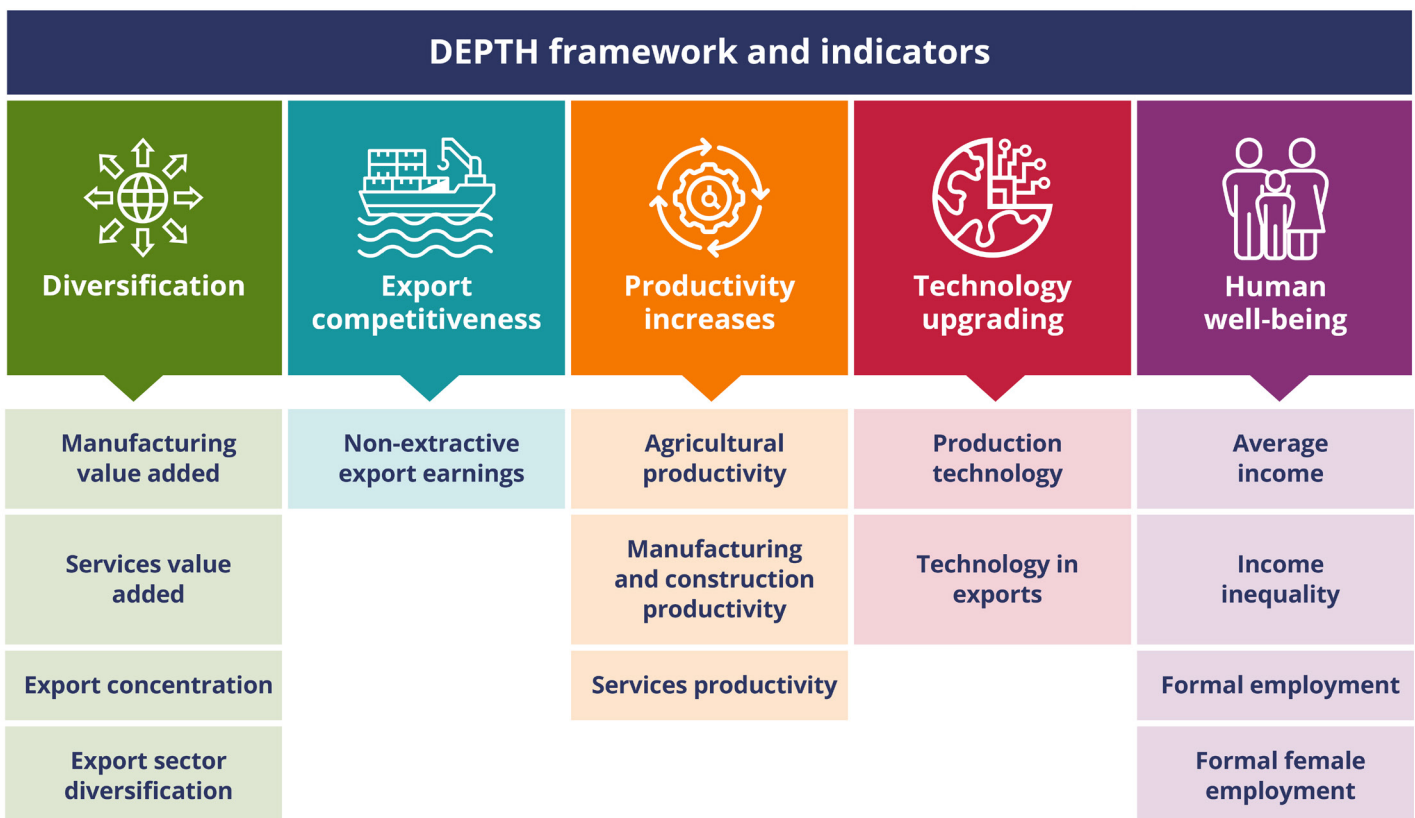 DEPTH framework and indicators
Diversification
Export
competitiveness
Productivity
increases
Technology
upgrading
Human
well-being
Manufacturing
value added
Services value
added
Export concentration
Export sector
diversification
Non-extractive
export earnings
Agricultural
productivity
Manufacturing
and construction
productivity
Services productivity
Production
technology
Technology in
exports
Average
income
Income
inequality
Formal employment
Formal female
employment